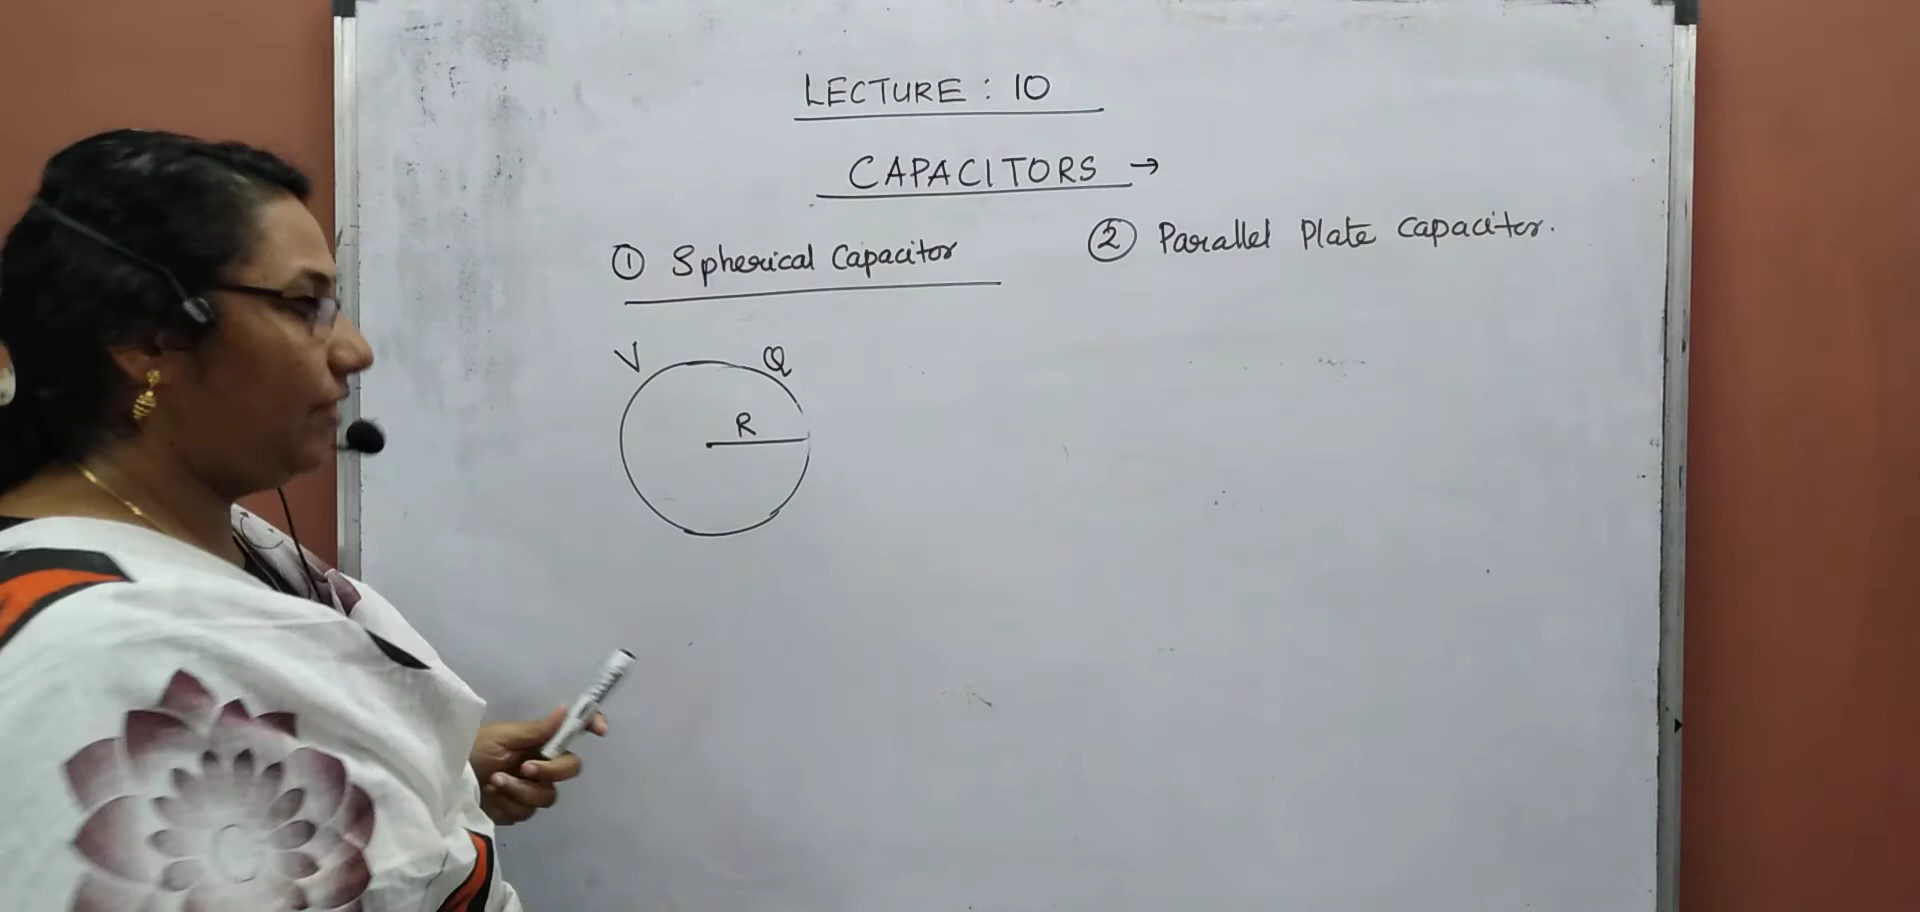 LECTURE : 10
CAPACITORS →
① Spherical Capacitor
② Parallel Plate Capacitor.
V
Q
R